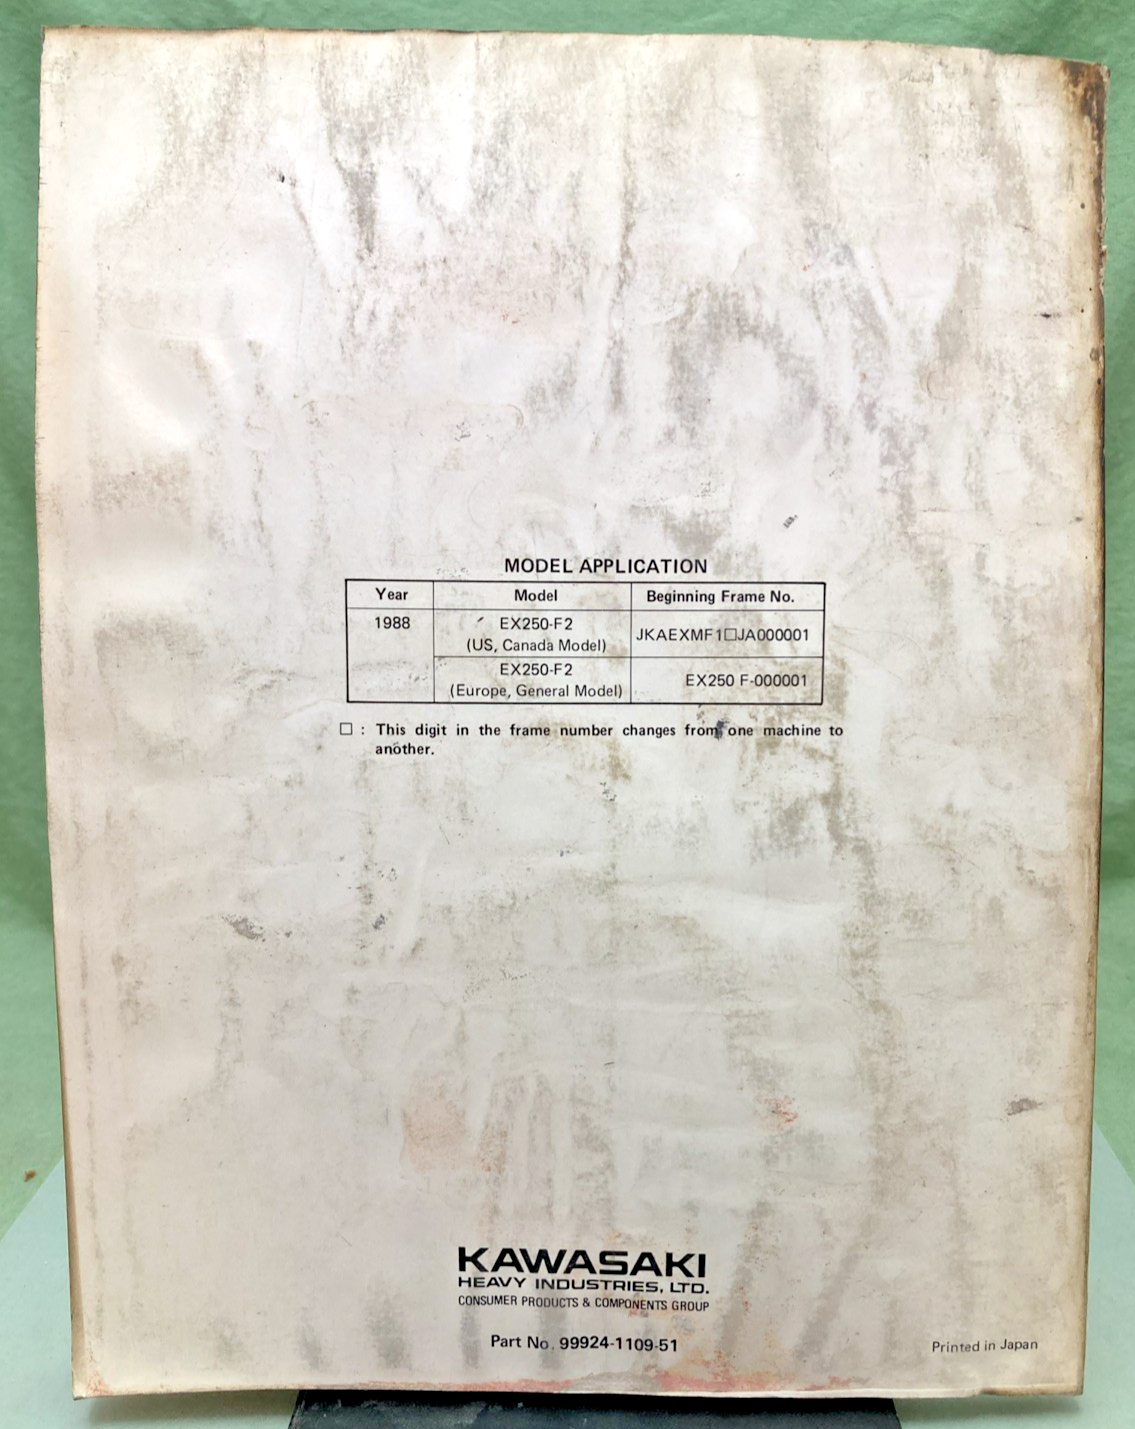 MODEL APPLICATION
Year Model Beginning Frame No.
1988 EX250-F2
(US, Canada Model) JKAEXMF1□JA000001
EX250-F2
(Europe, General Model) EX250 F-000001
□ : This digit in the frame number changes from one machine to
another.
KAWASAKI
HEAVY INDUSTRIES, LTD.
CONSUMER PRODUCTS & COMPONENTS GROUP
Part No. 99924-1109-51
Printed in Japan